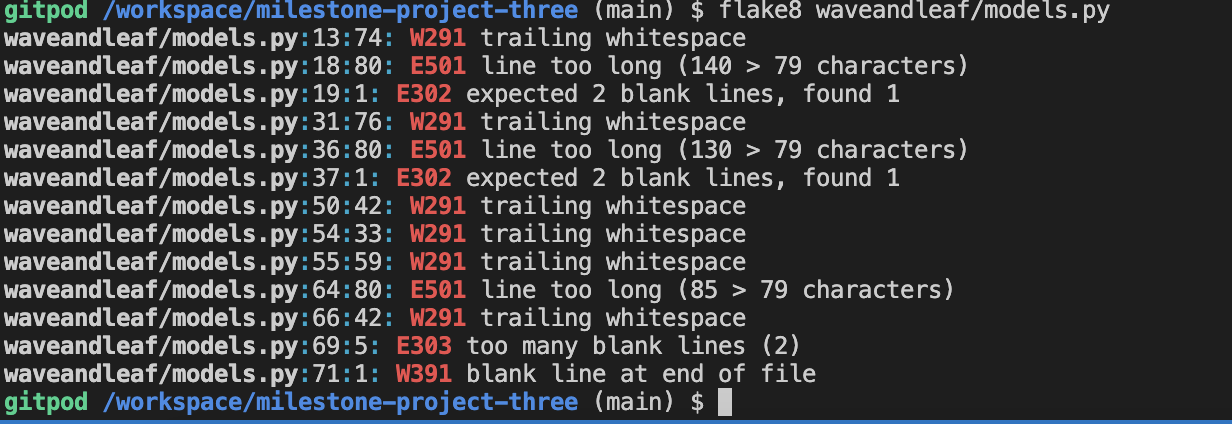 gitpod /workspace/milestone-project-three (main) $ flake8 waveandleaf/models.py
waveandleaf/models.py:13:74: W291 trailing whitespace
waveandleaf/models.py:18:80: E501 line too long (140 > 79 characters)
waveandleaf/models.py:19:1: E302 expected 2 blank lines, found 1
waveandleaf/models.py:31:76: W291 trailing whitespace
waveandleaf/models.py:36:80: E501 line too long (130 > 79 characters)
waveandleaf/models.py:37:1: E302 expected 2 blank lines, found 1
waveandleaf/models.py:50:42: W291 trailing whitespace
waveandleaf/models.py:54:33: W291 trailing whitespace
waveandleaf/models.py:55:59: W291 trailing whitespace
waveandleaf/models.py:64:80: E501 line too long (85 > 79 characters)
waveandleaf/models.py:66:42: W291 trailing whitespace
waveandleaf/models.py:69:5: E303 too many blank lines (2)
waveandleaf/models.py:71:1: W391 blank line at end of file
gitpod /workspace/milestone-project-three (main) $